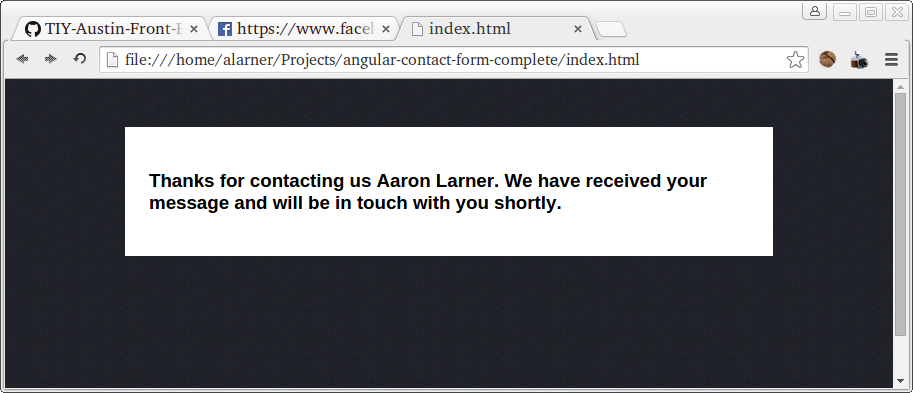 TIY-Austin-Front-
https://www.face
index.html
file:///home/alarner/Projects/angular-contact-form-complete/index.html
Thanks for contacting us Aaron Larner. We have received your
message and will be in touch with you shortly.